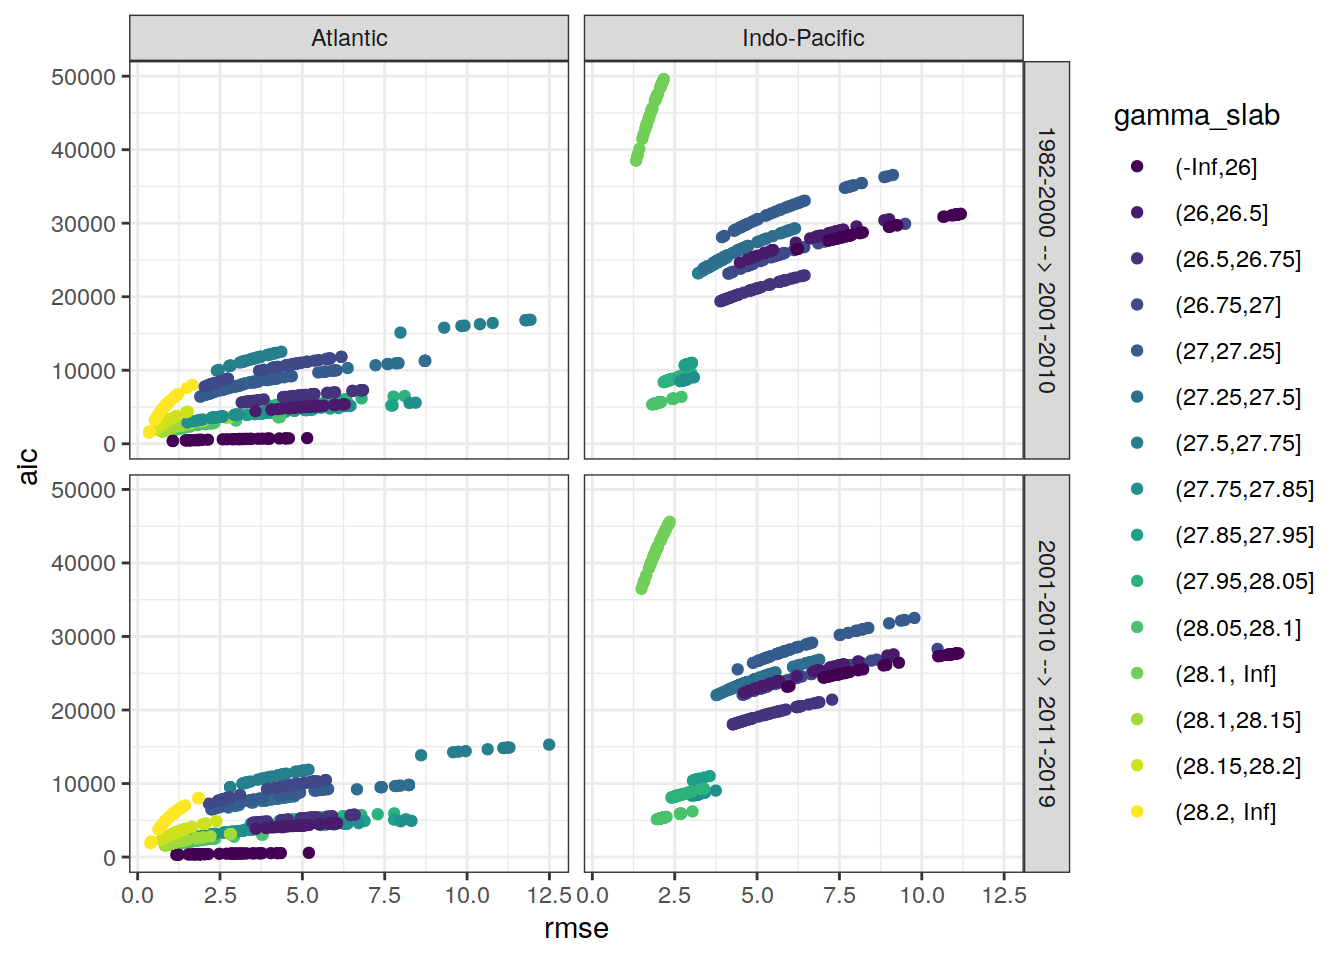 Atlantic
Indo-Pacific
50000
40000
30000
20000
10000
0
1982-2000 --> 2001-2010
50000
40000
30000
20000
10000
0
2001-2010 --> 2011-2019
aic
0.0 2.5 5.0 7.5 10.0 12.5
0.0 2.5 5.0 7.5 10.0 12.5
rmse
gamma_slab
(-Inf,26]
(26,26.5]
(26.5,26.75]
(26.75,27]
(27,27.25]
(27.25,27.5]
(27.5,27.75]
(27.75,27.85]
(27.85,27.95]
(27.95,28.05]
(28.05,28.1]
(28.1, Inf]
(28.1,28.15]
(28.15,28.2]
(28.2, Inf]